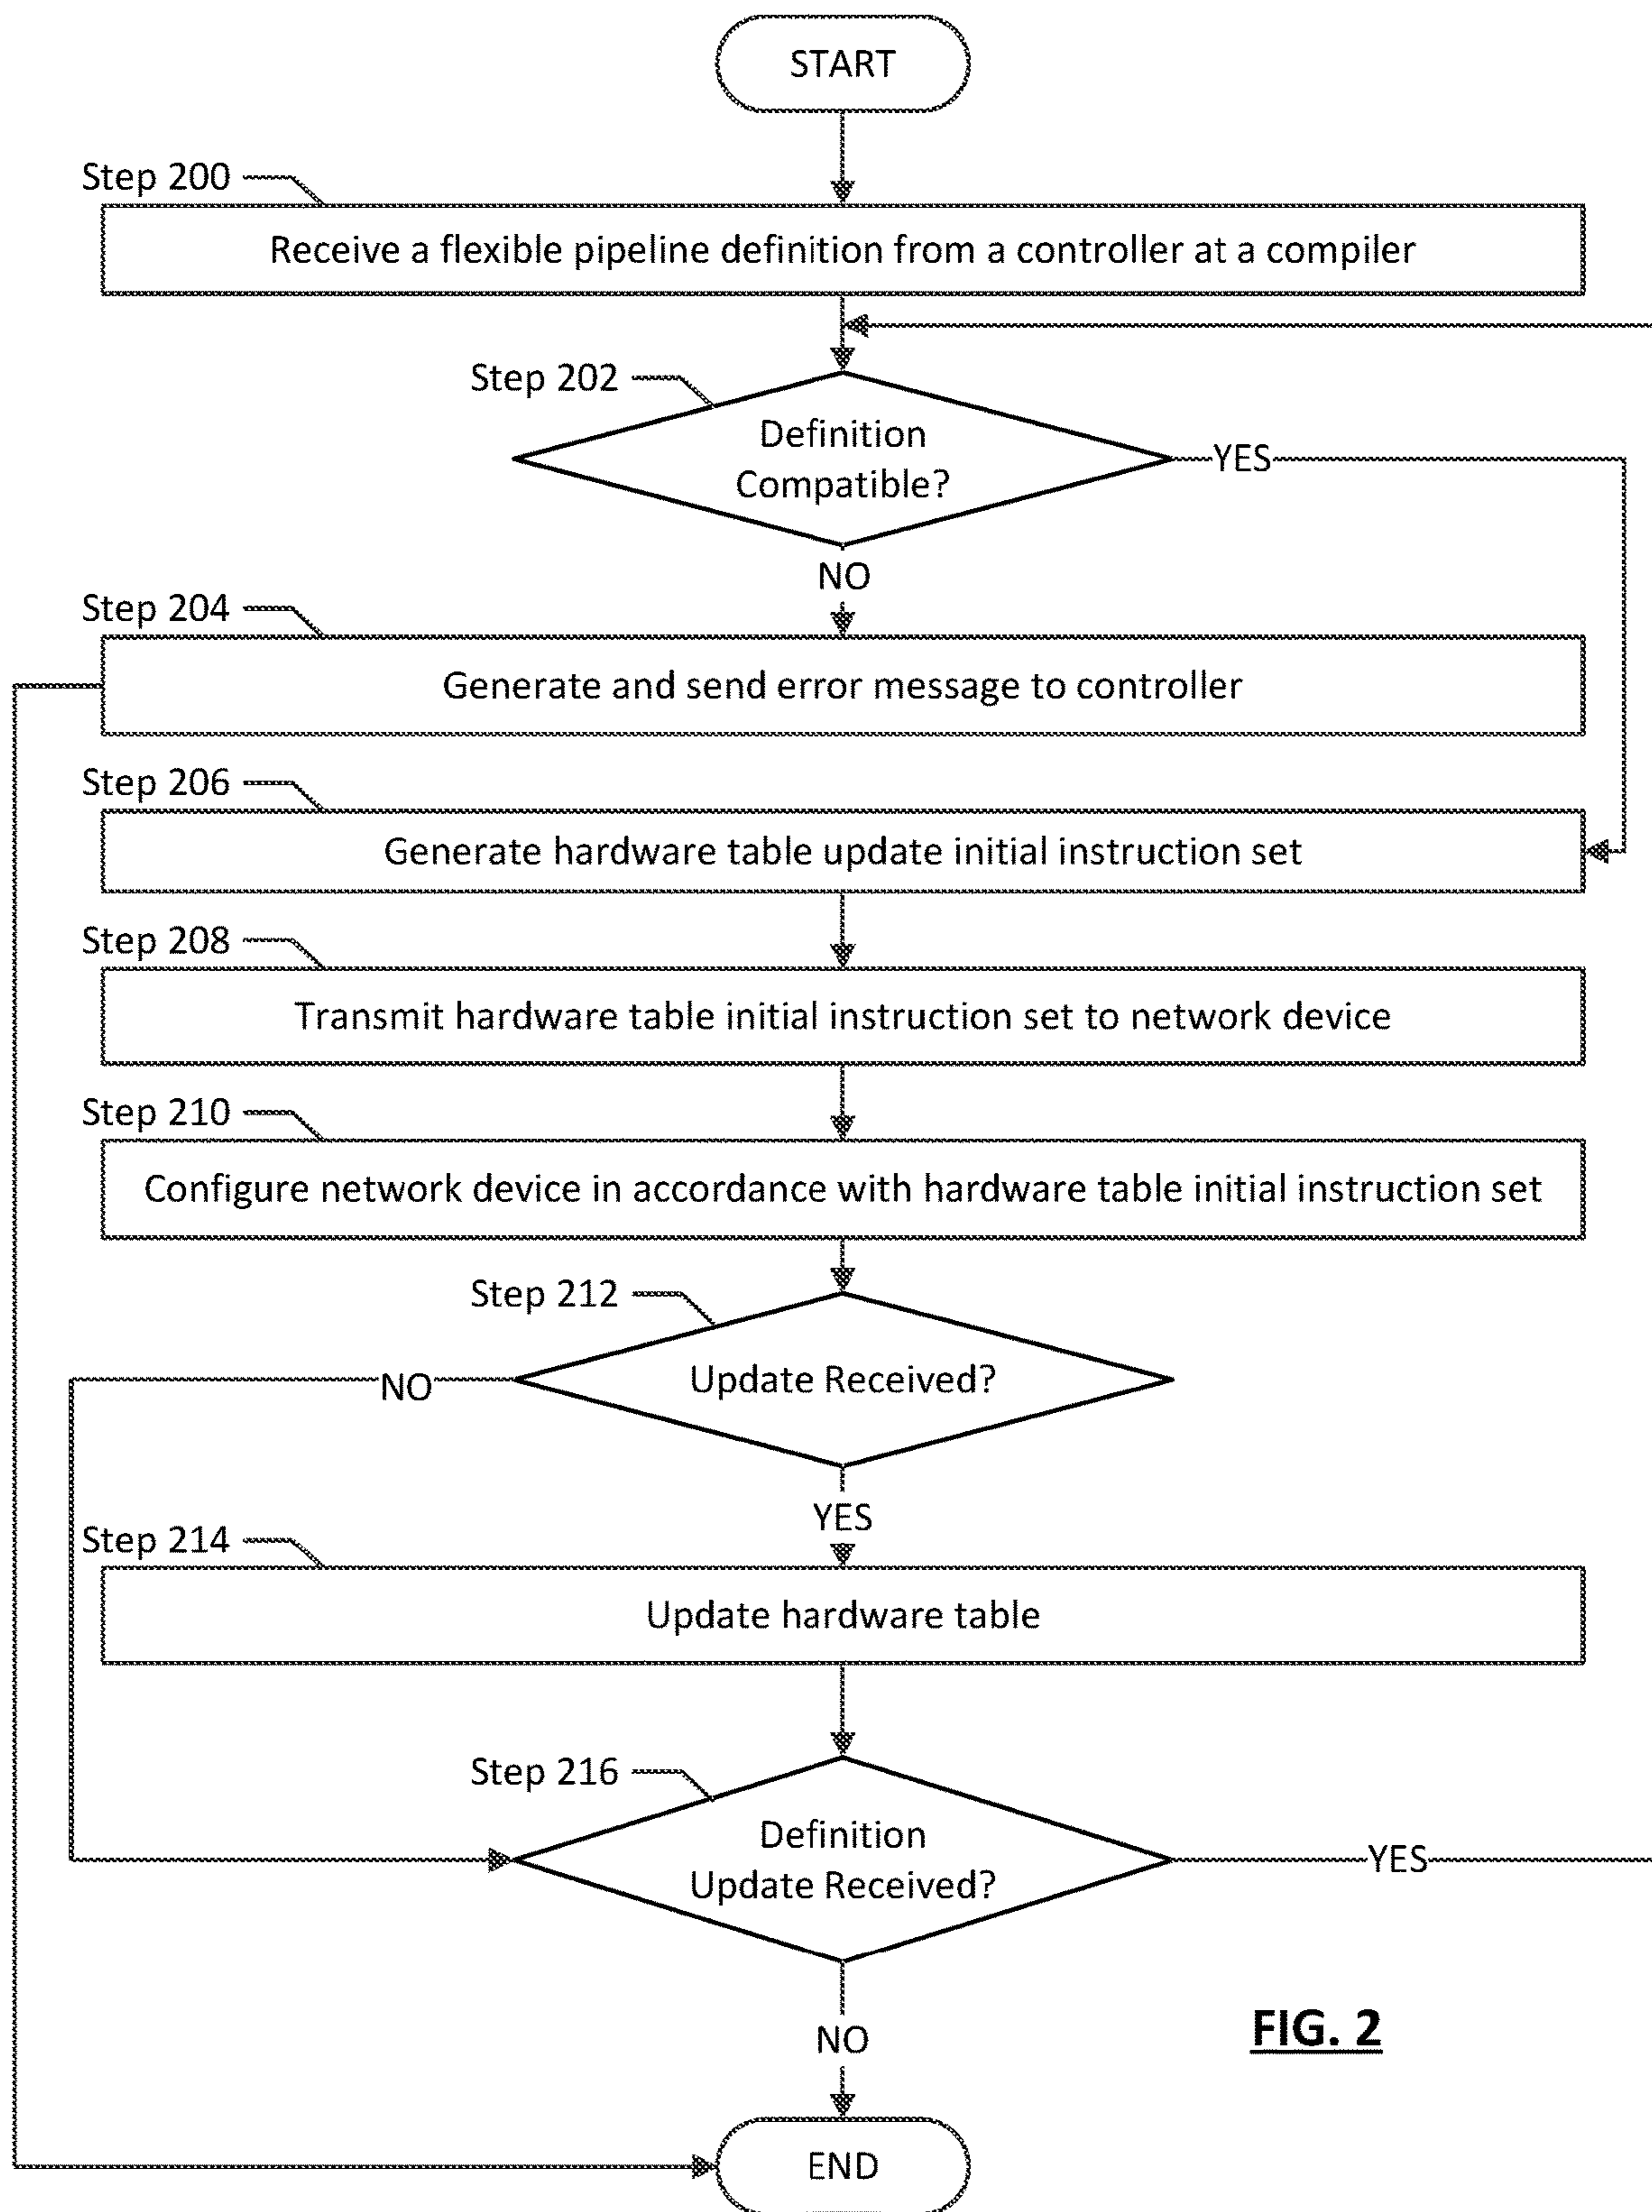 START
Step 200
Receive a flexible pipeline definition from a controller at a compiler
Step 202
Definition
Compatible?
YES
NO
Step 204
Generate and send error message to controller
Step 206
Generate hardware table update initial instruction set
Step 208
Transmit hardware table initial instruction set to network device
Step 210
Configure network device in accordance with hardware table initial instruction set
Step 212
Update Received?
NO
YES
Step 214
Update hardware table
Step 216
Definition
Update Received?
YES
NO
FIG. 2
END